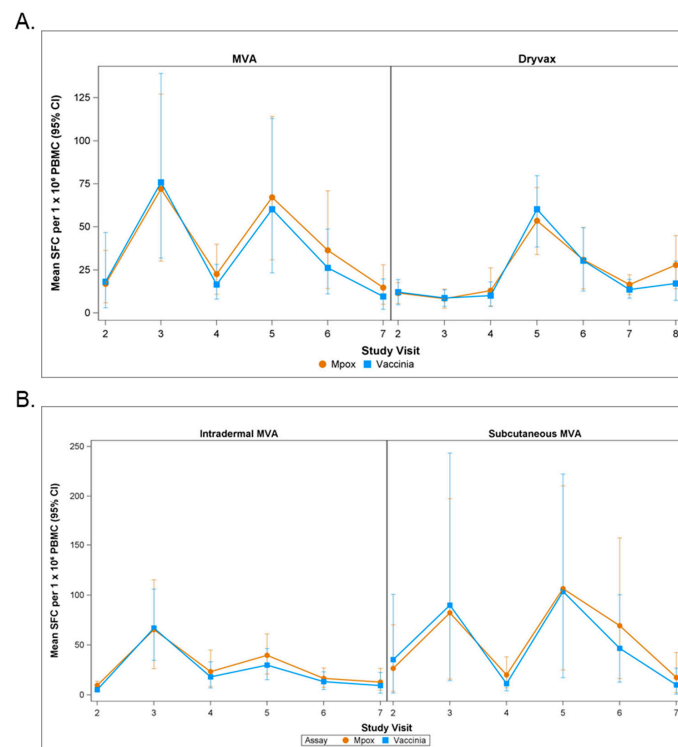 A.
MVA
Dryvax
Mean SFC per 1 x 10⁶ PBMC (95% CI)
125
100
75
50
25
0
2 3 4 5 6 7
2 3 4 5 6 7 8
Study Visit
Mpox Vaccinia
B.
Intradermal MVA
Subcutaneous MVA
Mean SFC per 1 x 10⁶ PBMC (95% CI)
250
200
150
100
50
0
2 3 4 5 6 7
2 3 4 5 6 7
Study Visit
Assay Mpox Vaccinia